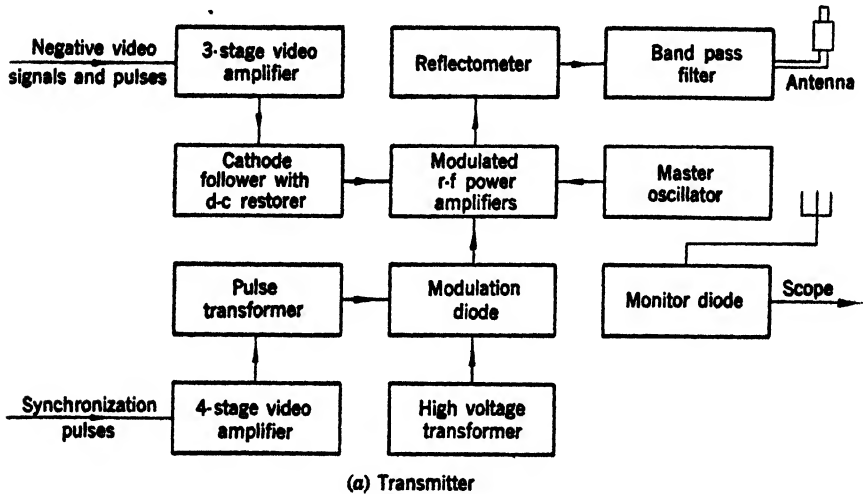 Negative video
signals and pulses
3-stage video
amplifier
Reflectometer
Band pass
filter
Antenna
Cathode
follower with
d-c restorer
Modulated
r-f power
amplifiers
Master
oscillator
Pulse
transformer
Modulation
diode
Monitor diode
Scope
Synchronization
pulses
4-stage video
amplifier
High voltage
transformer
(a) Transmitter